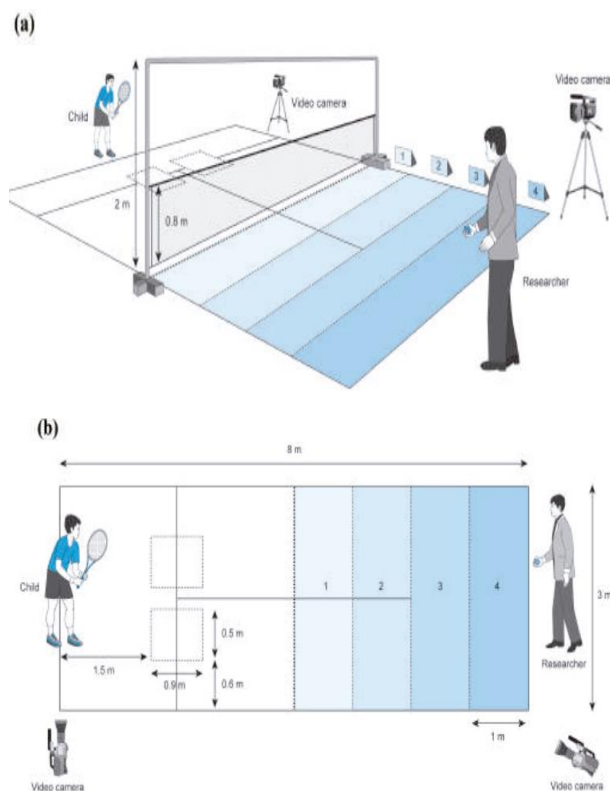 (a)
Video camera
Child
Video camera
1
2
3
4
2 m
0.8 m
Researcher
(b)
8 m
Child
1
2
3
4
3 m
0.5 m
1.5 m
0.9 m
0.6 m
Researcher
1 m
Video camera
Video camera